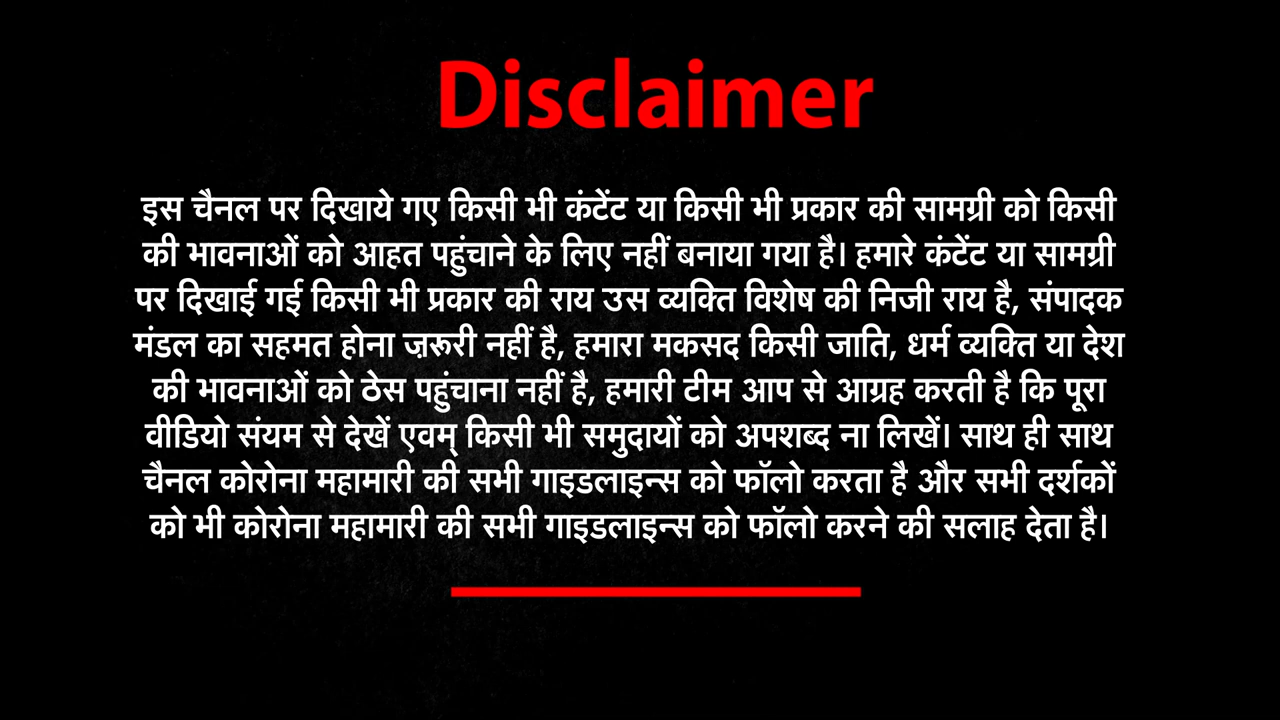 Disclaimer
इस चैनल पर दिखाये गए किसी भी कंटेंट या किसी भी प्रकार की सामग्री को किसी
की भावनाओं को आहत पहुंचाने के लिए नहीं बनाया गया है। हमारे कंटेंट या सामग्री
पर दिखाई गई किसी भी प्रकार की राय उस व्यक्ति विशेष की निजी राय है, संपादक
मंडल का सहमत होना ज़रूरी नहीं है, हमारा मकसद किसी जाति, धर्म व्यक्ति या देश
की भावनाओं को ठेस पहुंचाना नहीं है, हमारी टीम आप से आग्रह करती है कि पूरा
वीडियो संयम से देखें एवम् किसी भी समुदायों को अपशब्द ना लिखें। साथ ही साथ
चैनल कोरोना महामारी की सभी गाइडलाइन्स को फॉलो करता है और सभी दर्शकों
को भी कोरोना महामारी की सभी गाइडलाइन्स को फॉलो करने की सलाह देता है।